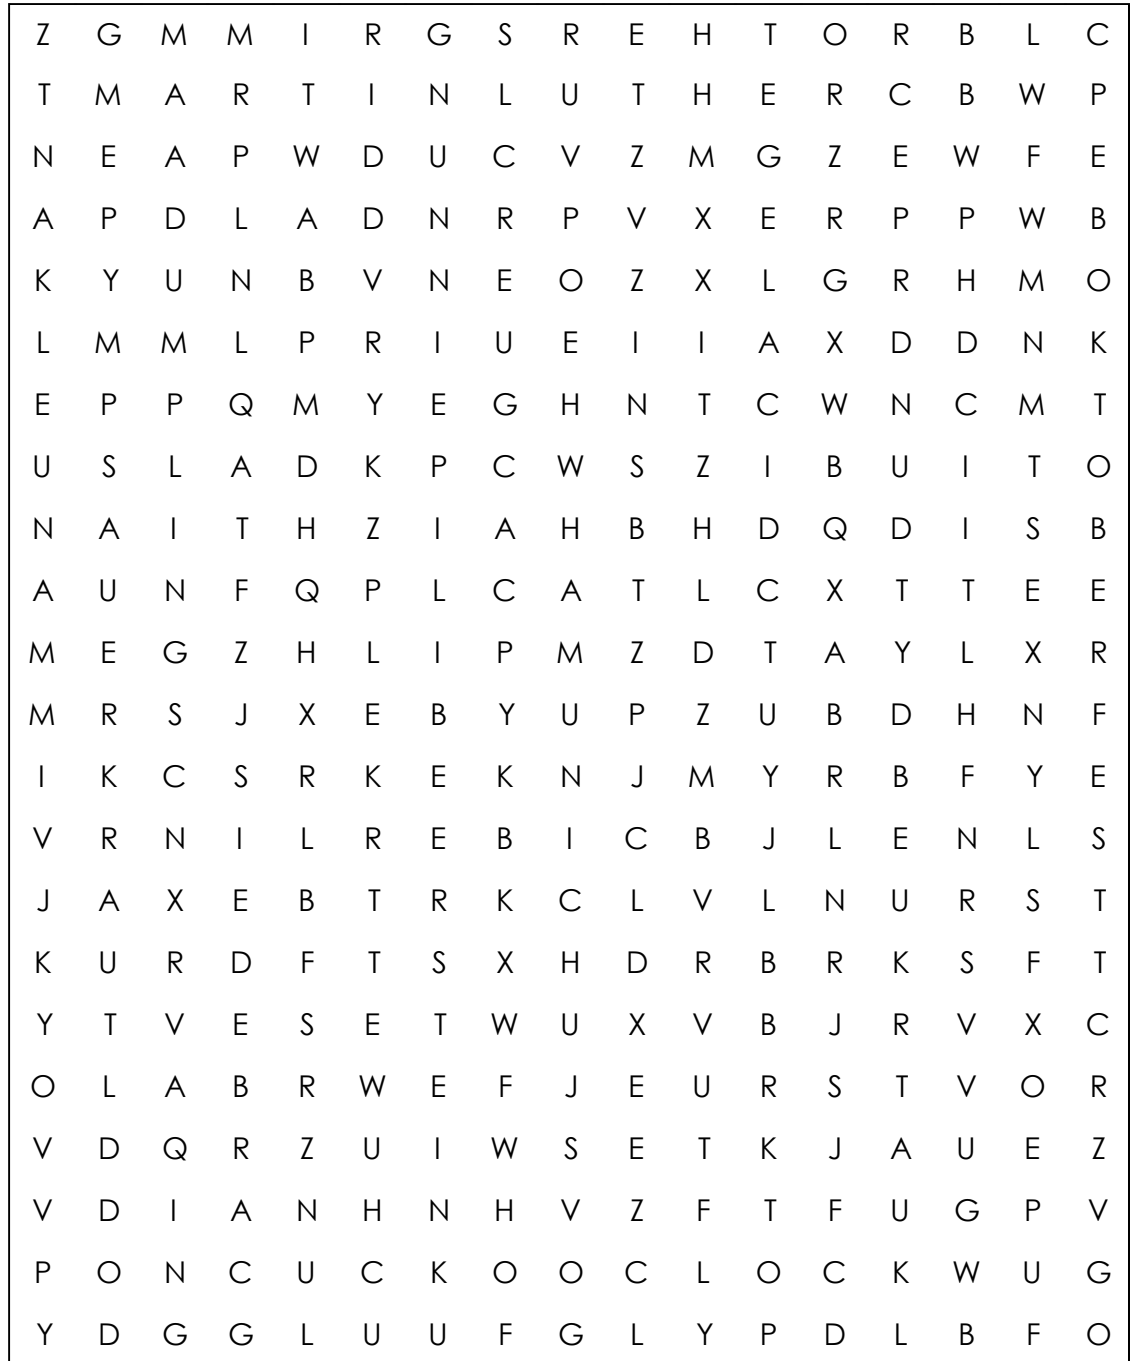 Z G M M I R G S R E H T O R B L C
T M A R T I N L U T H E R C B W P
N E A P W D U C V Z M G Z E W F E
A P D L A D N R P V X E R P P W B
K Y U N B V N E O Z X L G R H M O
L M M L P R I U E I I A X D D N K
E P P Q M Y E G H N T C W N C M T
U S L A D K P C W S Z I B U I T O
N A I T H Z I A H B H D Q D I S B
A U N F Q P L C A T L C X T T E E
M E G Z H L I P M Z D T A Y L X R
M R S J X E B Y U P Z U B D H N F
I K C S R K E K N J M Y R B F Y E
V R N I L R E B I C B J L E N L S
J A X E B T R K C L V L N U R S T
K U R D F T S X H D R B R K S F T
Y T V E S E T W U X V B J R V X C
O L A B R W E F J E U R S T V O R
V D Q R Z U I W S E T K J A U E Z
V D I A N H N H V Z F T F U G P V
P O N C U C K O O C L O C K W U G
Y D G G L U U F G L Y P D L B F O